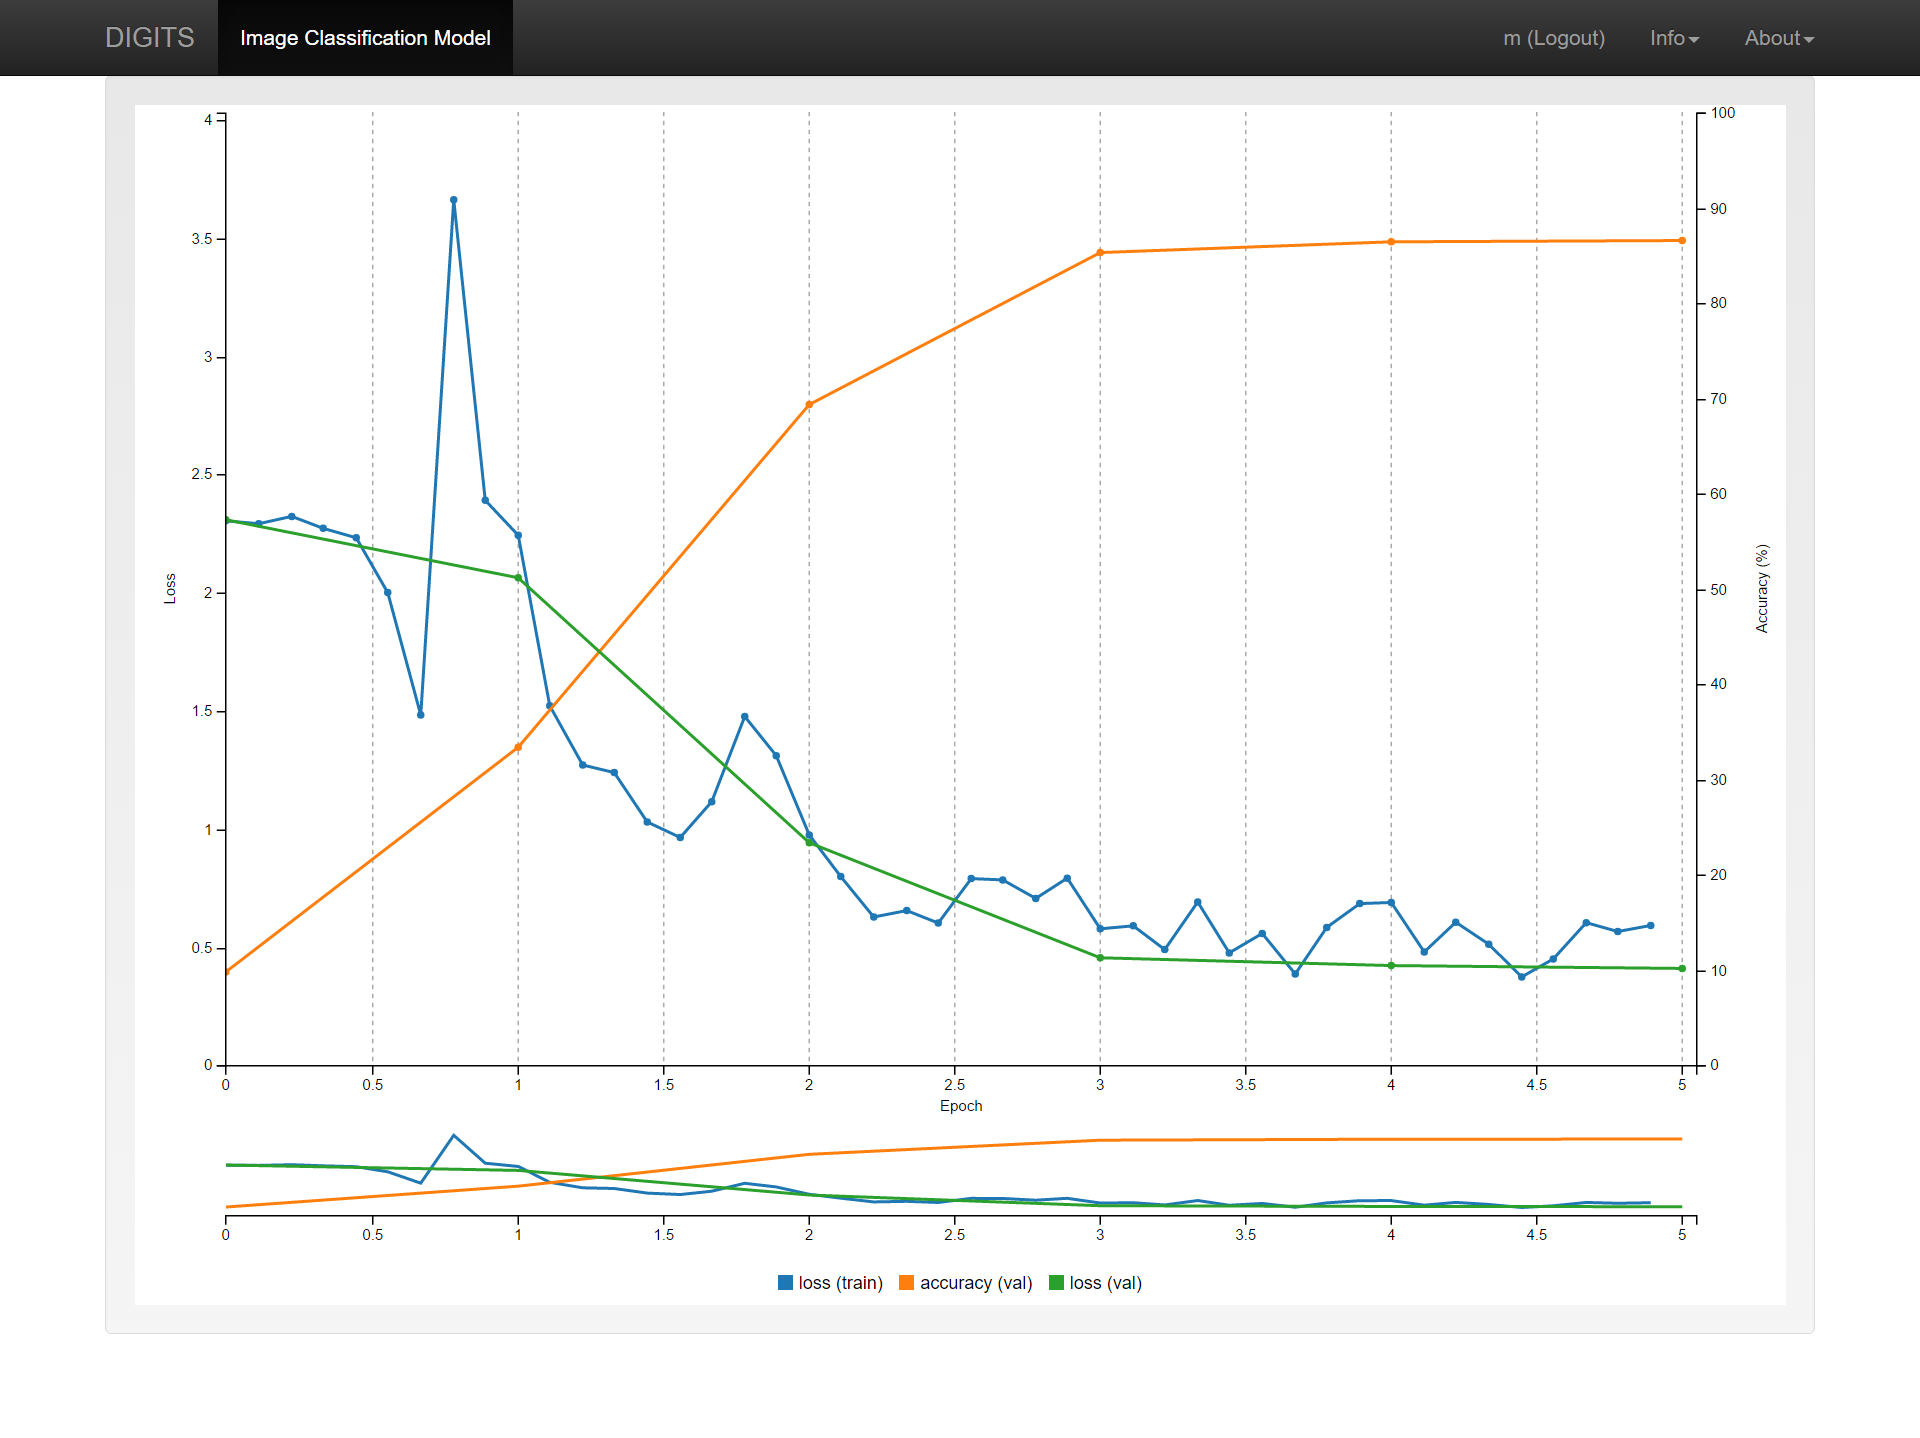 DIGITS Image Classification Model m (Logout) Info About
4 100
90
3.5
80
3
70
2.5
60
Loss
Accuracy (%)
2 50
1.5
40
1
30
20
0.5
10
0 0
0 0.5 1 1.5 2 2.5 3 3.5 4 4.5 5
Epoch
0 0.5 1 1.5 2 2.5 3 3.5 4 4.5 5
loss (train) accuracy (val) loss (val)